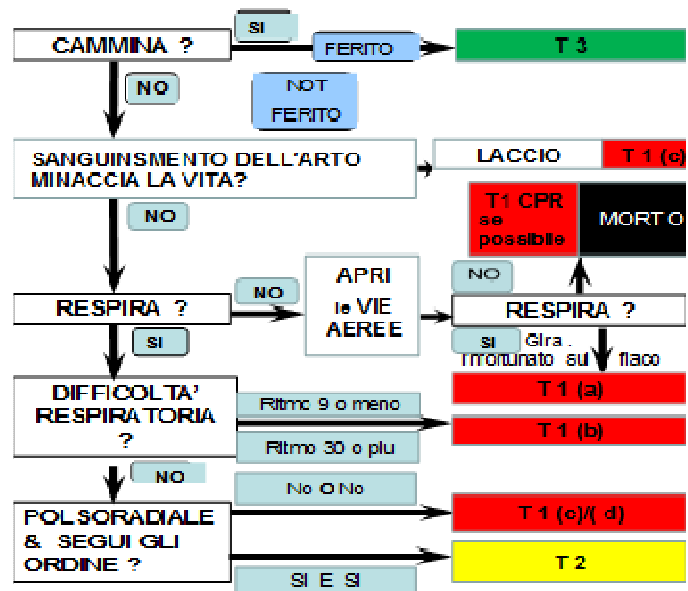 SI
CAMMINA ?
FERITO
T 3
NO
NOT
FERITO
SANGUINSMENTO DELL'ARTO
MINACCIA LA VITA?
LACCIO
T 1 (c)
NO
T1 CPR
se
possibile
MORTO
NO
APRI
le VIE
AEREE
RESPIRA ?
NO
RESPIRA ?
SI
SI
Gira
sul fiaco
T 1 (a)
DIFFICOLTA'
RESPIRATORIA
?
Ritmo 9 o meno
T 1 (b)
Ritmo 30 o piu
NO
No O No
POLSORADIALE
& SEGUI GLI
ORDINE ?
T 1 (c)/( d)
T 2
SI E SI